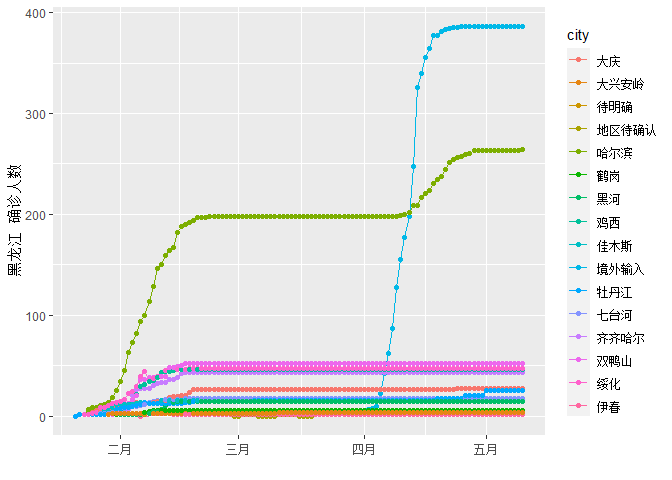 400
300
200
100
0
黑龙江 确诊人数
二月
三月
四月
五月
city
大庆
大兴安岭
待明确
地区待确认
哈尔滨
鹤岗
黑河
鸡西
佳木斯
境外输入
牡丹江
七台河
齐齐哈尔
双鸭山
绥化
伊春